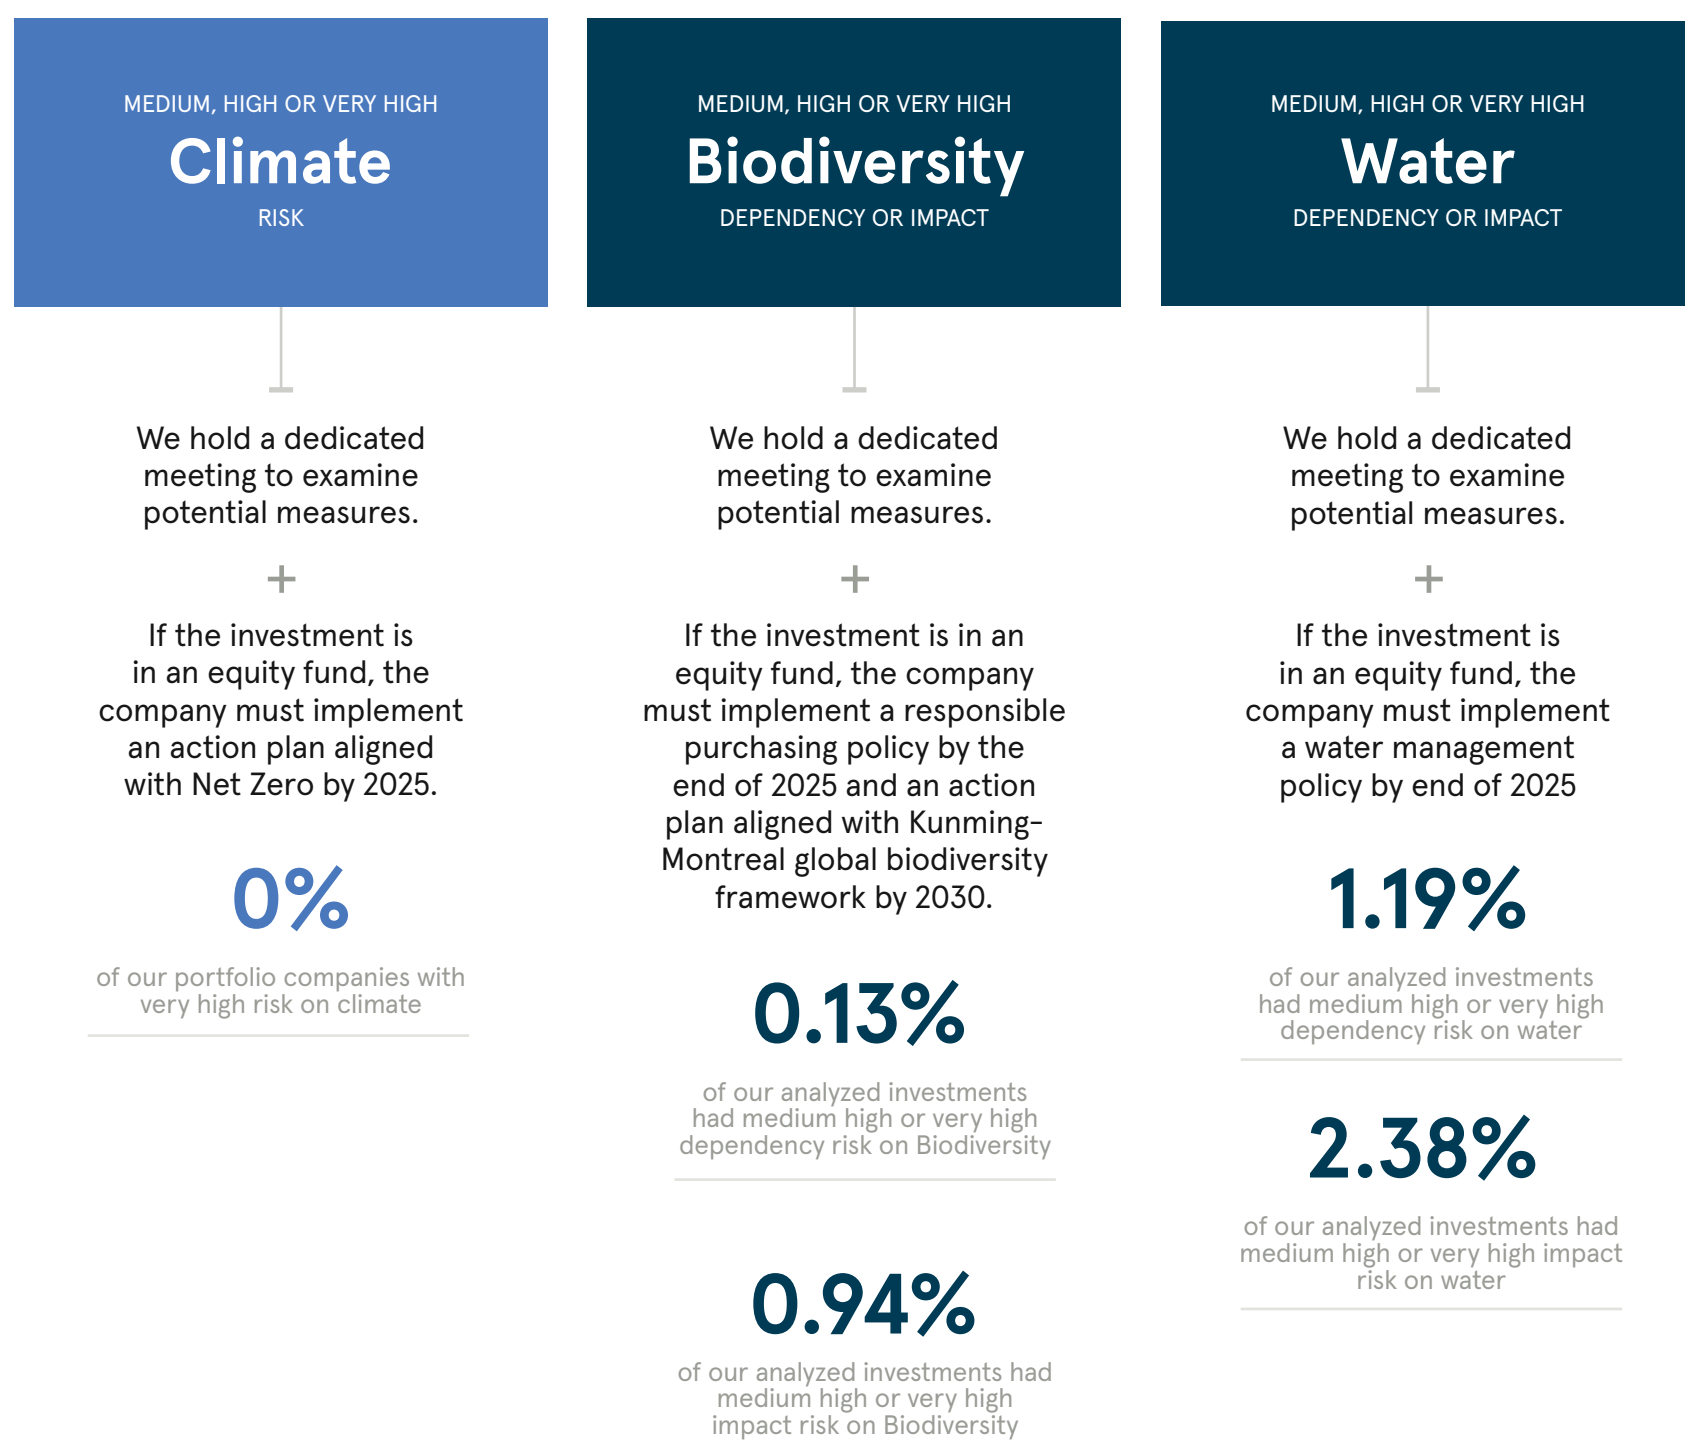 MEDIUM, HIGH OR VERY HIGH
Climate
RISK
We hold a dedicated
meeting to examine
potential measures.
+
If the investment is
in an equity fund, the
company must implement
an action plan aligned
with Net Zero by 2025.
0%
of our portfolio companies with
very high risk on climate
MEDIUM, HIGH OR VERY HIGH
Biodiversity
DEPENDENCY OR IMPACT
We hold a dedicated
meeting to examine
potential measures.
+
If the investment is in an
equity fund, the company
must implement a responsible
purchasing policy by the
end of 2025 and an action
plan aligned with Kunming-
Montreal global biodiversity
framework by 2030.
0.13%
of our analyzed investments
had medium high or very high
dependency risk on Biodiversity
0.94%
of our analyzed investments had
medium high or very high
impact risk on Biodiversity
MEDIUM, HIGH OR VERY HIGH
Water
DEPENDENCY OR IMPACT
We hold a dedicated
meeting to examine
potential measures.
+
If the investment is
in an equity fund, the
company must implement
a water management
policy by end of 2025
1.19%
of our analyzed investments
had medium high or very high
dependency risk on water
2.38%
of our analyzed investments had
medium high or very high impact
risk on water